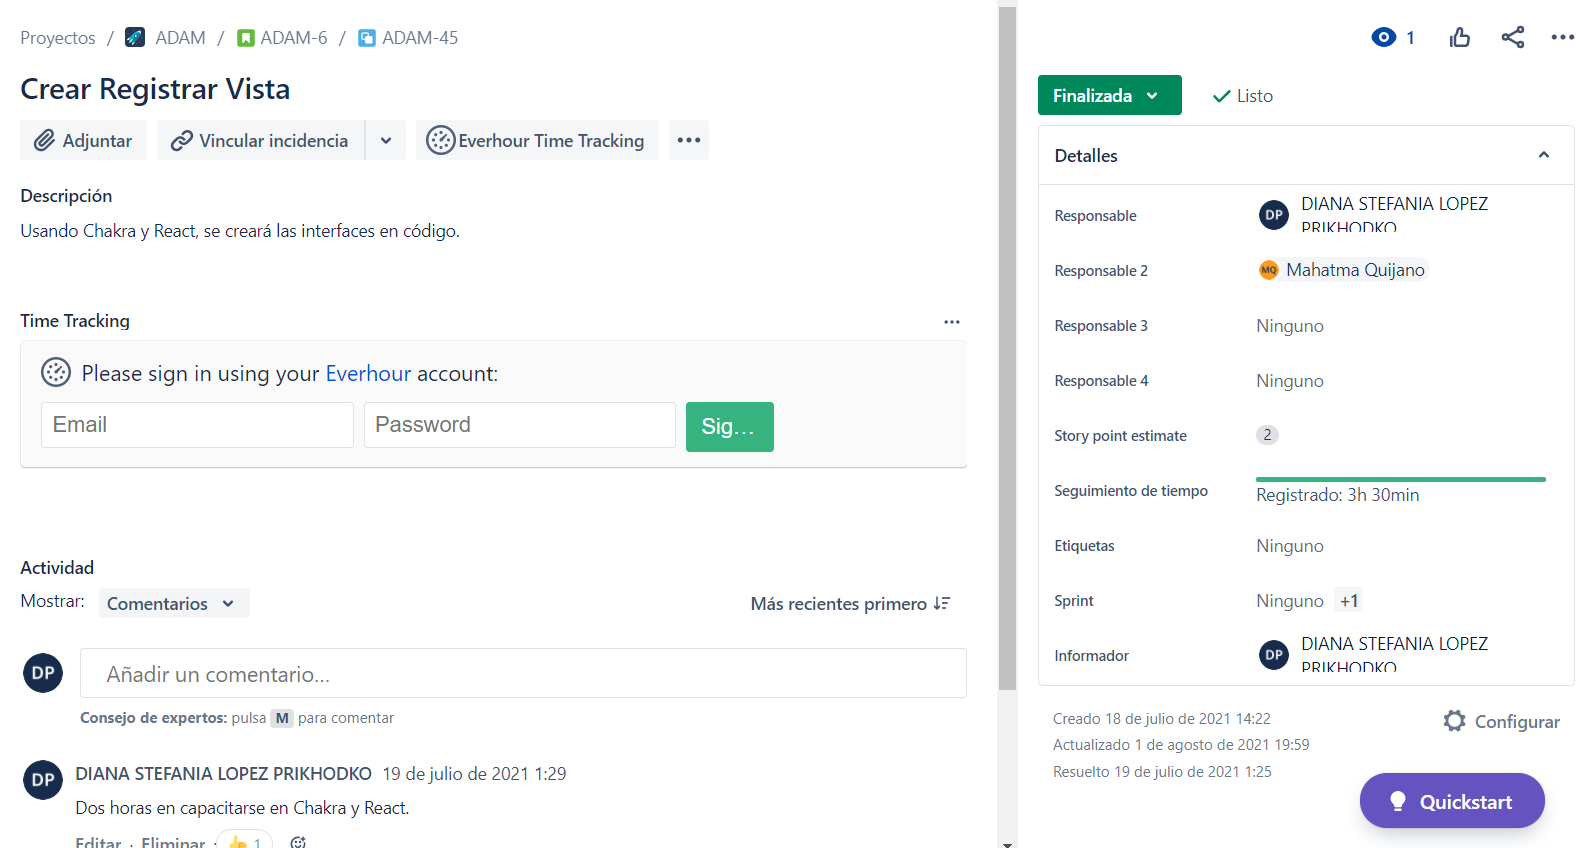 Proyectos / ADAM / ADAM-6 / ADAM-45
Crear Registrar Vista
Adjuntar
Vincular incidencia
Everhour Time Tracking
Descripción
Usando Chakra y React, se creará las interfaces en código.
Time Tracking
Please sign in using your Everhour account:
Email
Password
Sig...
Actividad
Mostrar:
Comentarios
Más recientes primero
DP
Añadir un comentario...
Consejo de expertos: pulsa M para comentar
DP
DIANA STEFANIA LOPEZ PRIKHODKO 19 de julio de 2021 1:29
Dos horas en capacitarse en Chakra y React.
Editar · Eliminar · 1
1
Finalizada
Listo
Detalles
Responsable
DP
DIANA STEFANIA LOPEZ
PRIKHODKO
Responsable 2
MQ Mahatma Quijano
Responsable 3
Ninguno
Responsable 4
Ninguno
Story point estimate
2
Seguimiento de tiempo
Registrado: 3h 30min
Etiquetas
Ninguno
Sprint
Ninguno +1
Informador
DP
DIANA STEFANIA LOPEZ
PRIKHODKO
Creado 18 de julio de 2021 14:22
Actualizado 1 de agosto de 2021 19:59
Resuelto 19 de julio de 2021 1:25
Configurar
Quickstart